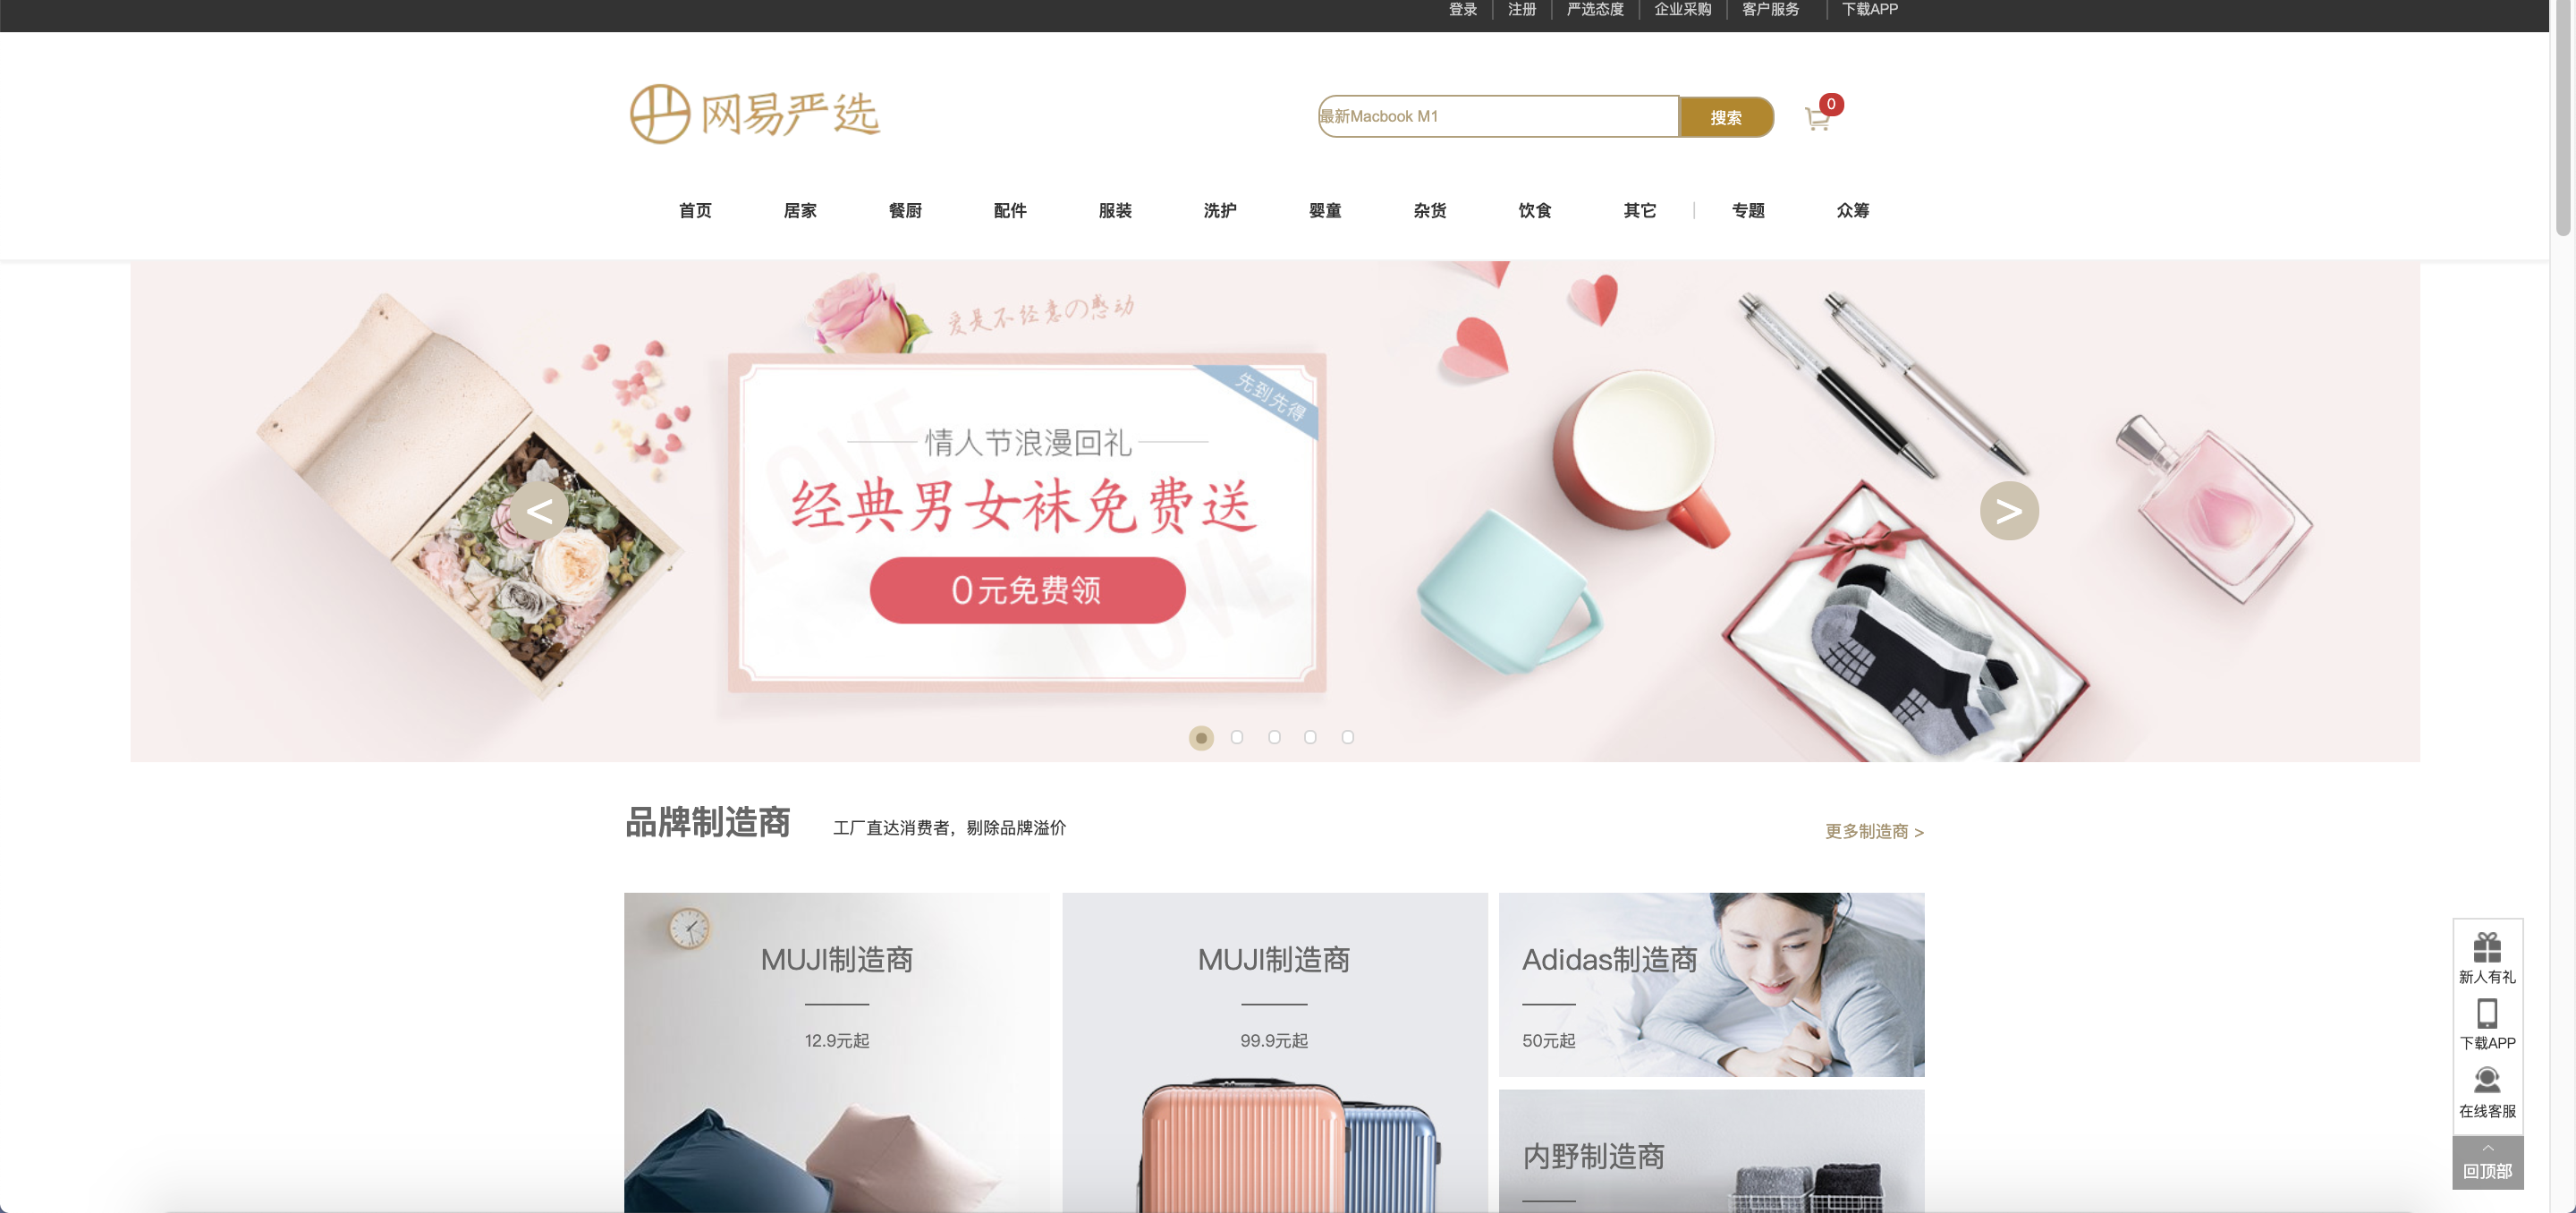 登录 注册 严选态度 企业采购 客户服务 下载APP
网易严选
最新Macbook M1 搜索 0
首页 居家 餐厨 配件 服装 洗护 婴童 杂货 饮食 其它 专题 众筹
爱是不经意の感动
先到先得
情人节浪漫回礼
经典男女袜免费送
0元免费领
LOVE
LOVE
< >
品牌制造商 工厂直达消费者，剔除品牌溢价 更多制造商 >
MUJI制造商
12.9元起
MUJI制造商
99.9元起
Adidas制造商
50元起
内野制造商
新人有礼
下载APP
在线客服
回顶部